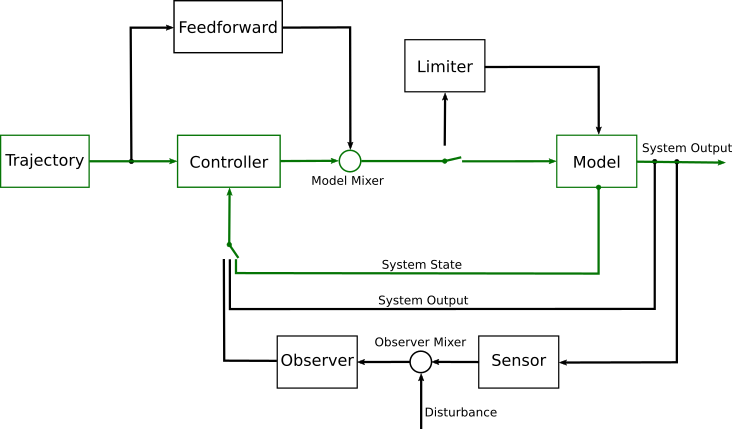 Feedforward
Limiter
System Output
Trajectory
Controller
Model
Model Mixer
System State
System Output
Observer Mixer
Observer
Sensor
Disturbance